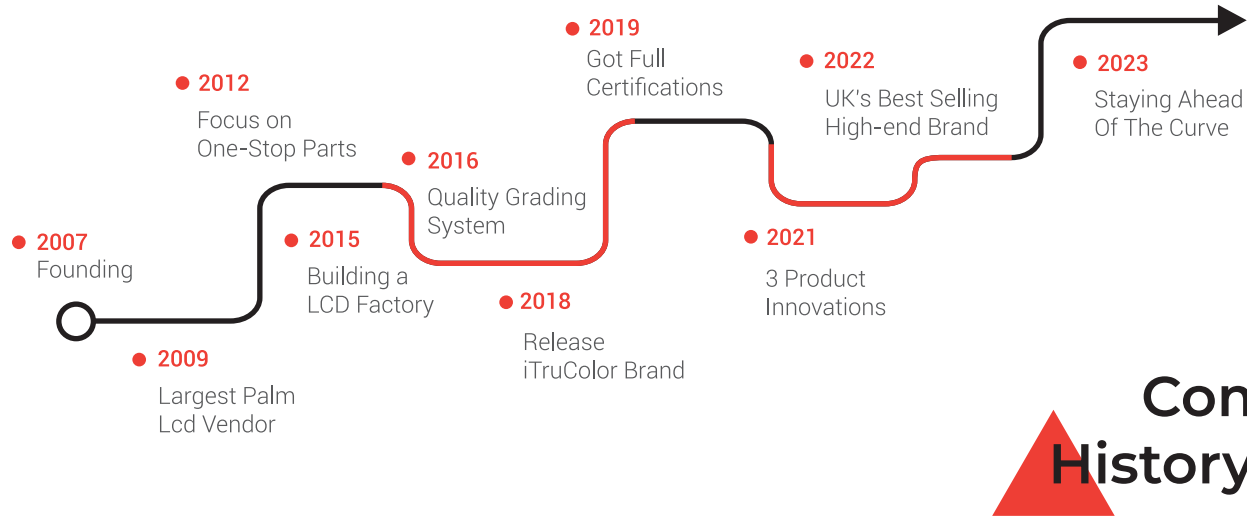 2007
Founding
2009
Largest Palm
Lcd Vendor
2012
Focus on
One-Stop Parts
2015
Building a
LCD Factory
2016
Quality Grading
System
2018
Release
iTruColor Brand
2019
Got Full
Certifications
2021
3 Product
Innovations
2022
UK's Best Selling
High-end Brand
2023
Staying Ahead
Of The Curve
Con
History